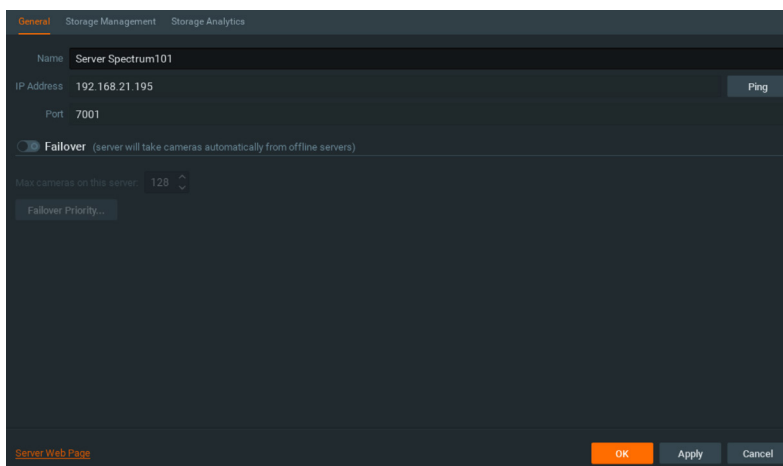 General Storage Management Storage Analytics
Name Server Spectrum101
IP Address 192.168.21.195 Ping
Port 7001
Failover (server will take cameras automatically from offline servers)
Max cameras on this server: 128
Failover Priority...
Server Web Page OK Apply Cancel